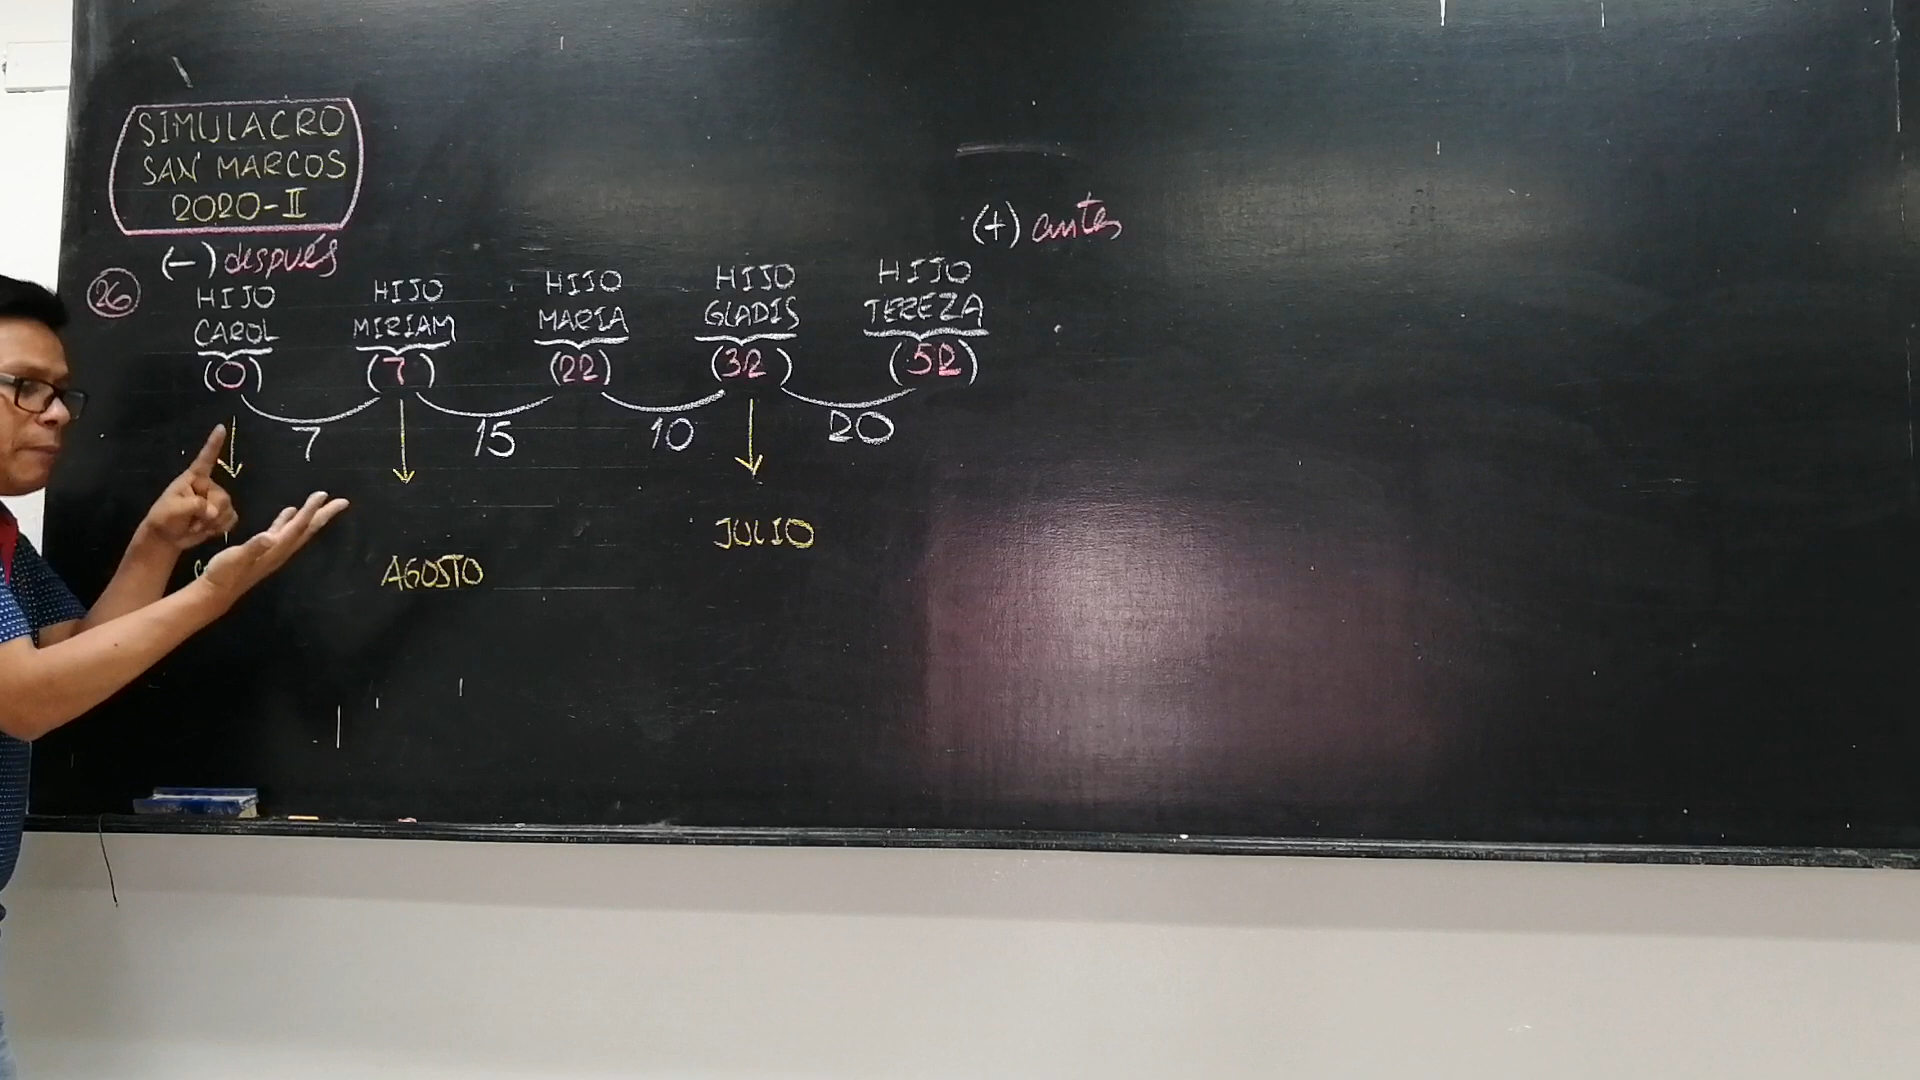 SIMULACRO
SAN MARCOS
2020-II
(-) después
(+) antes
26
HIJO CAROL
(0)
HIJO MIRIAM
(7)
HIJO MARIA
(22)
HIJO GLADIS
(32)
HIJO TEREZA
(52)
7
15
10
20
JULIO
AGOSTO